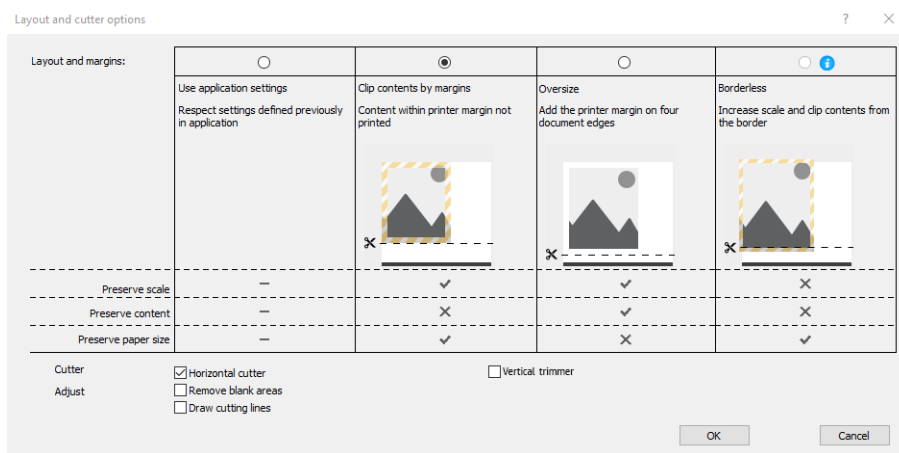 Layout and cutter options
?
Layout and margins:
Use application settings
Respect settings defined previously
in application
Clip contents by margins
Content within printer margin not
printed
Oversize
Add the printer margin on four
document edges
i
Borderless
Increase scale and clip contents from
the border
Preserve scale
Preserve content
Preserve paper size
Cutter
Horizontal cutter
Vertical trimmer
Adjust
Remove blank areas
Draw cutting lines
OK
Cancel